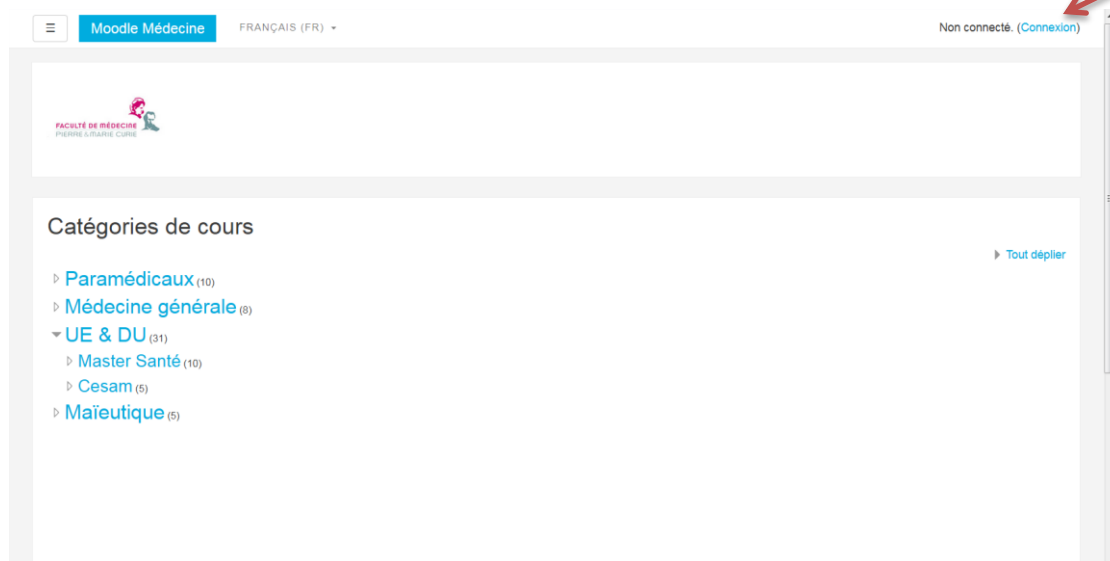 Moodle Médecine FRANÇAIS (FR) Non connecté. (Connexion)
FACULTÉ DE MÉDECINE
PIERRE & MARIE CURIE
Catégories de cours
Tout déplier
Paramédicaux (10)
Médecine générale (8)
UE & DU (31)
Master Santé (10)
Cesam (5)
Maïeutique (5)